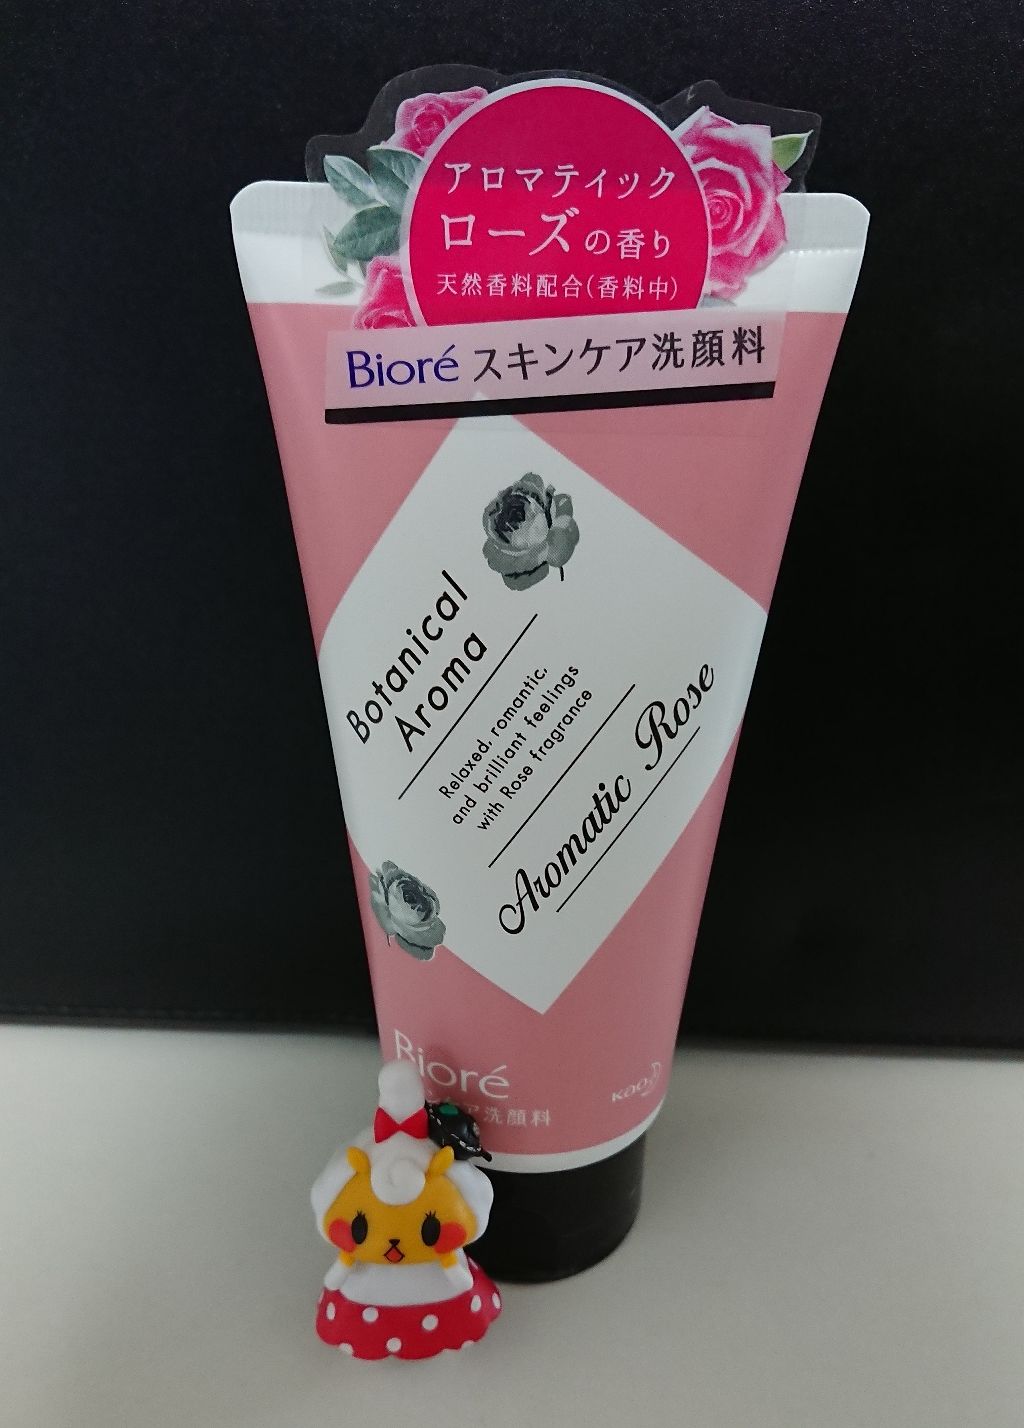 アロマティック
ローズの香り
天然香料配合(香料中)
Bioré スキンケア洗顔料
Botanical
Aroma
Relaxed, romantic,
and brilliant feelings
with Rose fragrance
Aromatic Rose
Bioré
ケア洗顔料
Kao